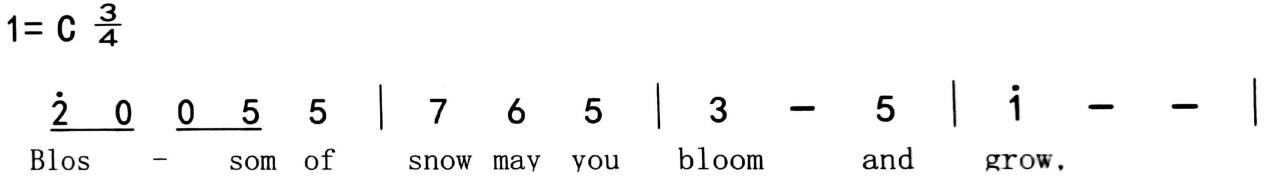 1= C 3/4
2̇ 0 0 5 5 | 7 6 5 | 3 - 5 | 1̇ - - |
Blos - som of snow may you bloom and grow,